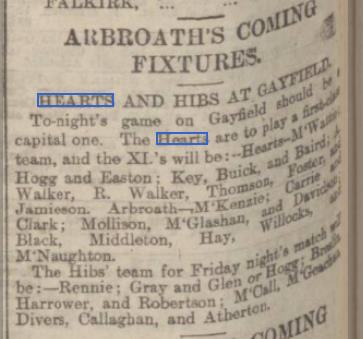 FALKIRK, ... ...
ARBROATH'S COMING
FIXTURES.
HEARTS AND HIBS AT GAYFIELD.
To-night's game on Gayfield should be a
capital one. The Hearts are to play a first-class
team, and the XI.'s will be:—Hearts—M'Wattie;
Hogg and Easton; Key, Buick, and Baird; A.
Walker, R. Walker, Thomson, Foster, and
Jamieson. Arbroath—M'Kenzie; Carrie and
Clark; Mollison, M'Glashan, and Davidson;
Black, Middleton, Hay, Willocks, and
M'Naughton.
The Hibs' team for Friday night's match will
be:—Rennie; Gray and Glen or Hogg; Breslin,
Harrower, and Robertson; M'Call, M'Geachan,
Divers, Callaghan, and Atherton.
COMING